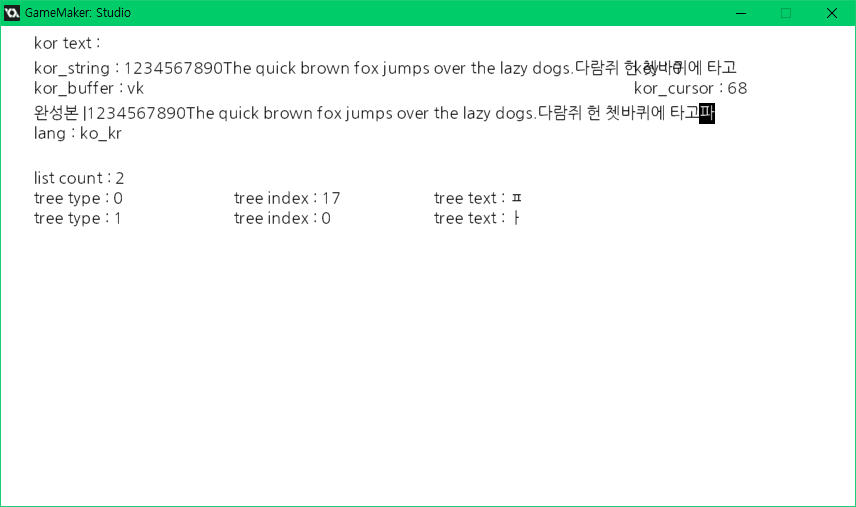 GameMaker: Studio
kor text :
kor_string : 1234567890The quick brown fox jumps over the lazy dogs.다람쥐 헌 쳇바퀴에 타고
kor_buffer : vk kor_cursor : 68
완성본 |1234567890The quick brown fox jumps over the lazy dogs.다람쥐 헌 쳇바퀴에 타고파
lang : ko_kr
list count : 2
tree type : 0 tree index : 17 tree text : ㅍ
tree type : 1 tree index : 0 tree text : ㅏ